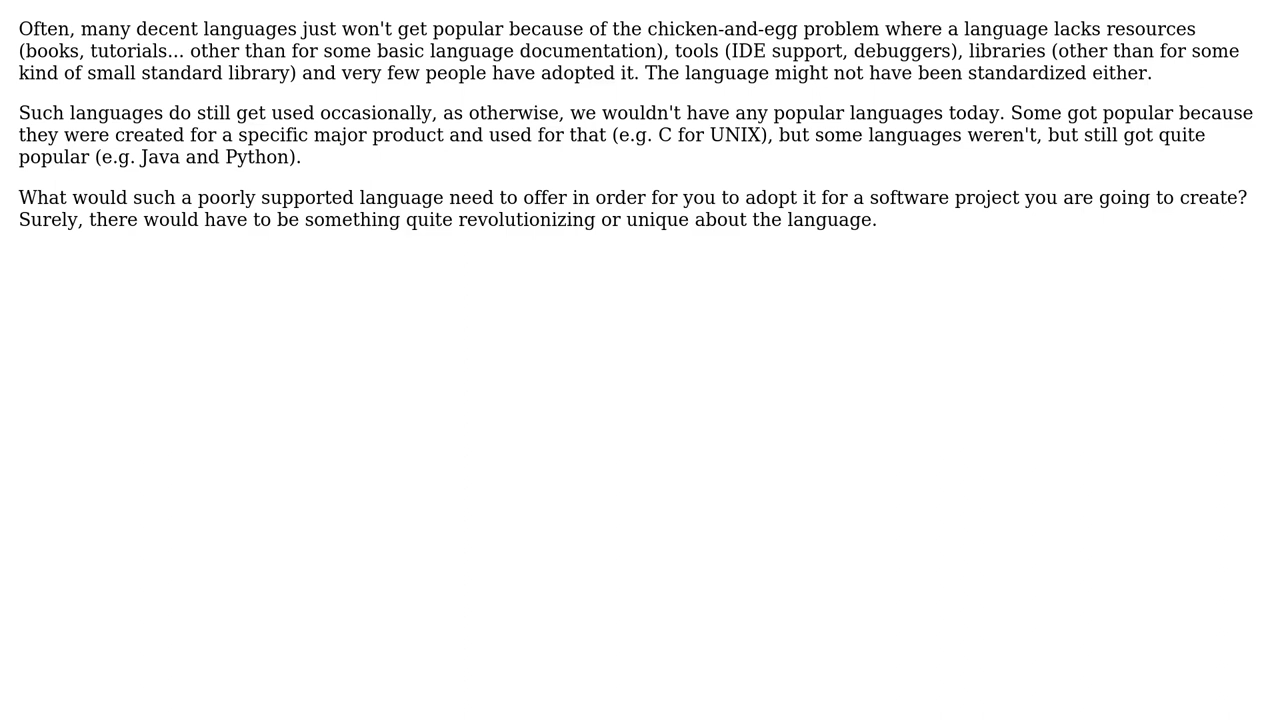 Often, many decent languages just won't get popular because of the chicken-and-egg problem where a language lacks resources
(books, tutorials... other than for some basic language documentation), tools (IDE support, debuggers), libraries (other than for some
kind of small standard library) and very few people have adopted it. The language might not have been standardized either.
Such languages do still get used occasionally, as otherwise, we wouldn't have any popular languages today. Some got popular because
they were created for a specific major product and used for that (e.g. C for UNIX), but some languages weren't, but still got quite
popular (e.g. Java and Python).
What would such a poorly supported language need to offer in order for you to adopt it for a software project you are going to create?
Surely, there would have to be something quite revolutionizing or unique about the language.